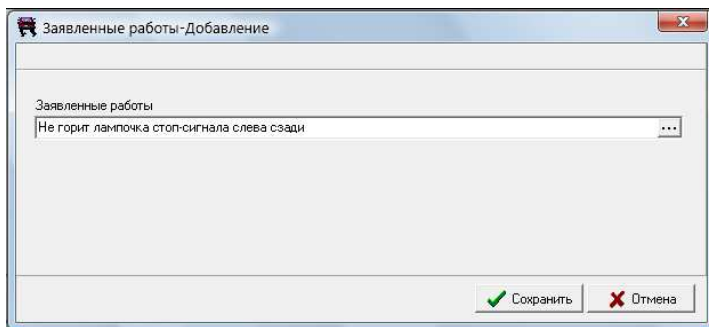 Заявленные работы-Добавление
Заявленные работы
Не горит лампочка стоп-сигнала слева сзади
...
Сохранить
Отмена